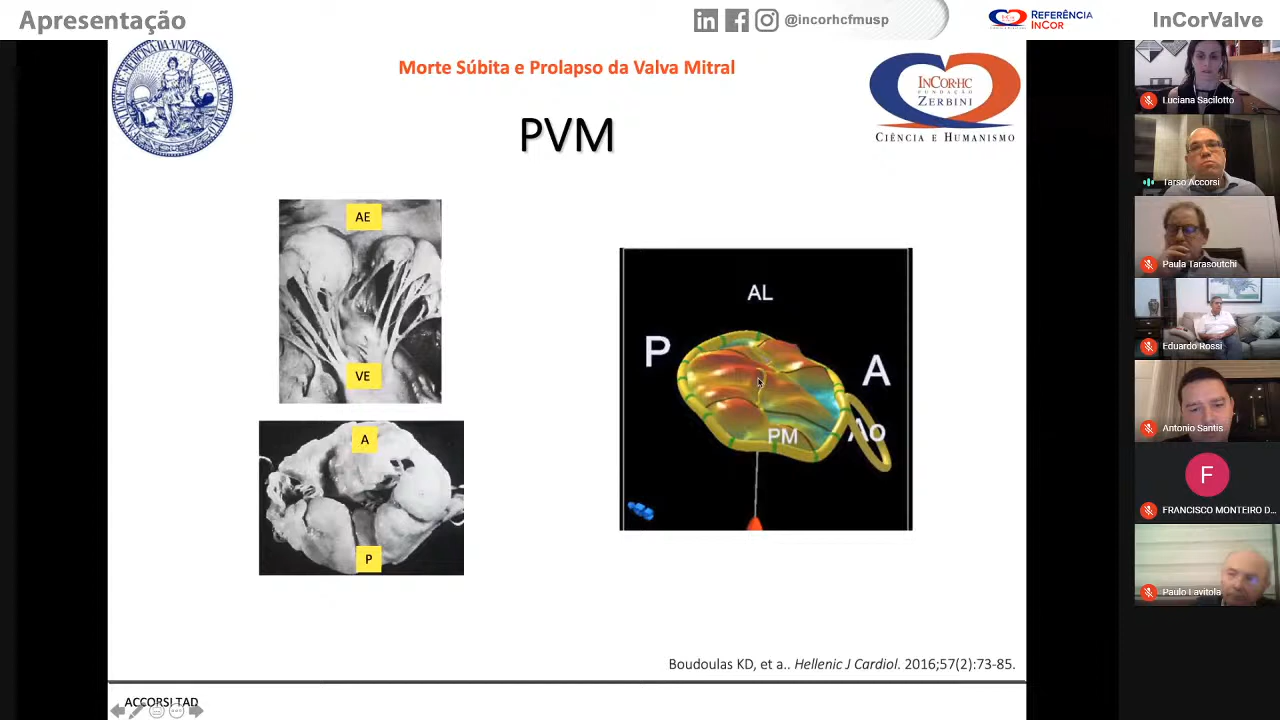 Apresentação
@incorhcfmusp
REFERÊNCIA
INCOR
InCorValve
Morte Súbita e Prolapso da Valva Mitral
InCor·HC
FUNDAÇÃO
ZERBINI
CIÊNCIA E HUMANISMO
PVM
AE
VE
A
P
AL
P
A
PM
Ao
Boudoulas KD, et a.. Hellenic J Cardiol. 2016;57(2):73-85.
ACCORSI TAD
Luciana Sacilotto
Tarso Accorsi
Paula Tarasoutchi
Eduardo Rossi
Antonio Santis
F
FRANCISCO MONTEIRO D...
Paulo Lavitola